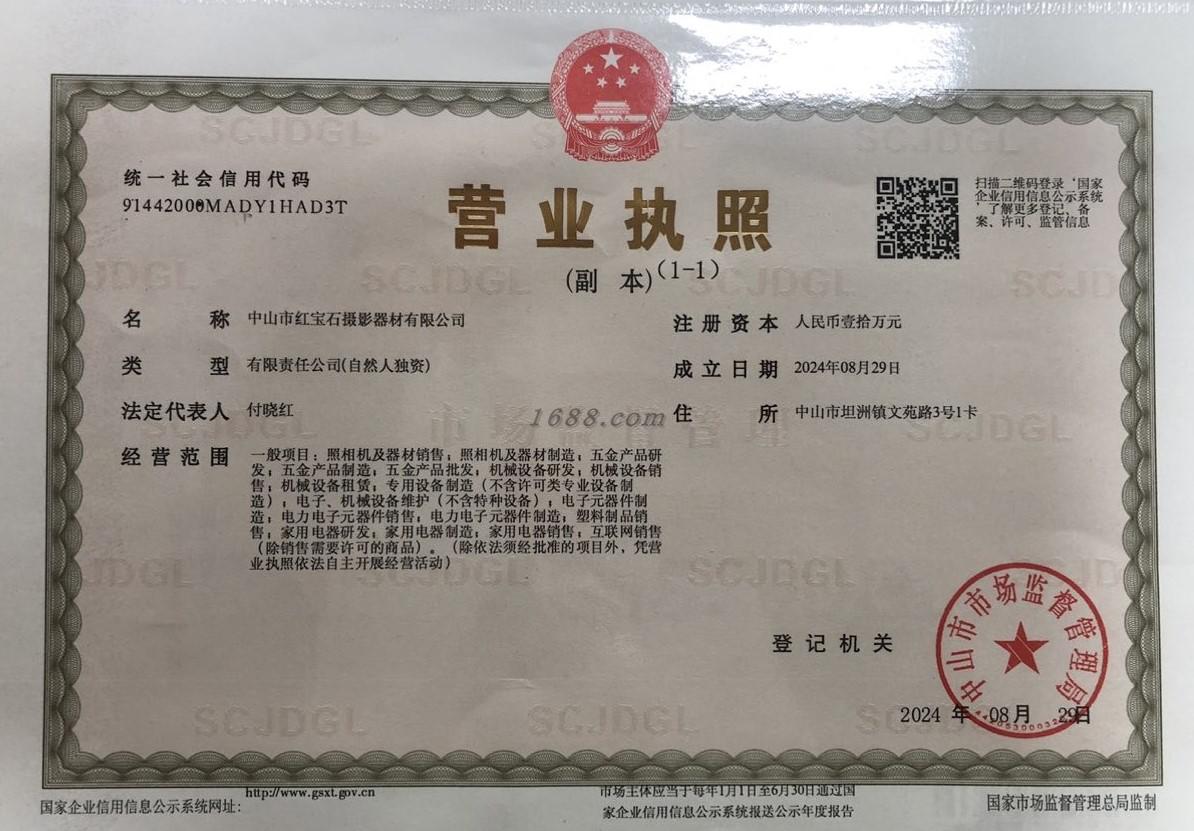 统一社会信用代码
91442000MADY1HAD3T
营业执照
(副 本)(1-1)
扫描二维码登录‘国家
企业信用信息公示系统
’了解更多登记、备
案、许可、监管信息
名 称 中山市红宝石摄影器材有限公司
类 型 有限责任公司(自然人独资)
法定代表人 付晓红
经营范围 一般项目：照相机及器材销售；照相机及器材制造；五金产品研
发；五金产品制造；五金产品批发；机械设备研发；机械设备销
售；机械设备租赁；专用设备制造（不含许可类专业设备制
造）；电子、机械设备维护（不含特种设备）；电子元器件制
造；电力电子元器件销售；电力电子元器件制造；塑料制品销
售；家用电器研发；家用电器制造；家用电器销售；互联网销售
（除销售需要许可的商品）。（除依法须经批准的项目外，凭营
业执照依法自主开展经营活动）
注册资本 人民币壹拾万元
成立日期 2024年08月29日
住 所 中山市坦洲镇文苑路3号1卡
1688.com
市场监督管理
SCJDGL
登记机关
中山市市场监督管理局
2024 年 08月 29日
国家企业信用信息公示系统网址：
http://www.gsxt.gov.cn
市场主体应当于每年1月1日至6月30日通过国
家企业信用信息公示系统报送公示年度报告
国家市场监督管理总局监制